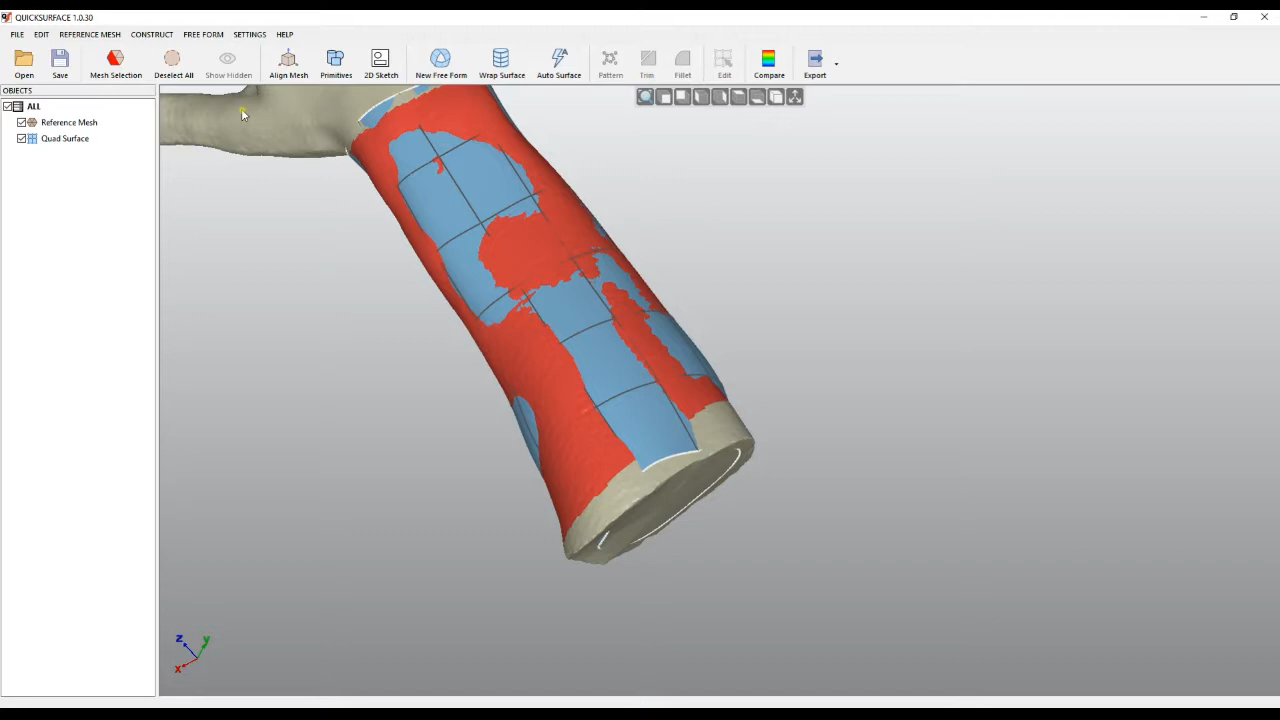 QUICKSURFACE 1.0.30
FILE EDIT REFERENCE MESH CONSTRUCT FREE FORM SETTINGS HELP
Open Save Mesh Selection Deselect All Show Hidden Align Mesh Primitives 2D Sketch New Free Form Wrap Surface Auto Surface Pattern Trim Fillet Edit Compare Export
OBJECTS
ALL
Reference Mesh
Quad Surface
z y
x